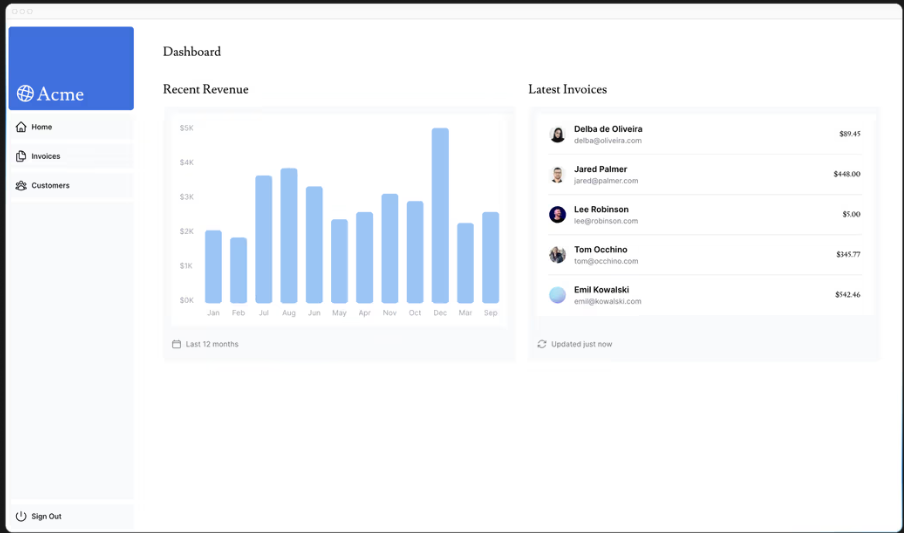 Acme
Home
Invoices
Customers
Sign Out
Dashboard
Recent Revenue
$5K
$4K
$3K
$2K
$1K
$0K
Jan Feb Jul Aug Jun May Apr Nov Oct Dec Mar Sep
Last 12 months
Latest Invoices
Delba de Oliveira
delba@oliveira.com
$89.45
Jared Palmer
jared@palmer.com
$448.00
Lee Robinson
lee@robinson.com
$5.00
Tom Occhino
tom@occhino.com
$345.77
Emil Kowalski
emil@kowalski.com
$542.46
Updated just now